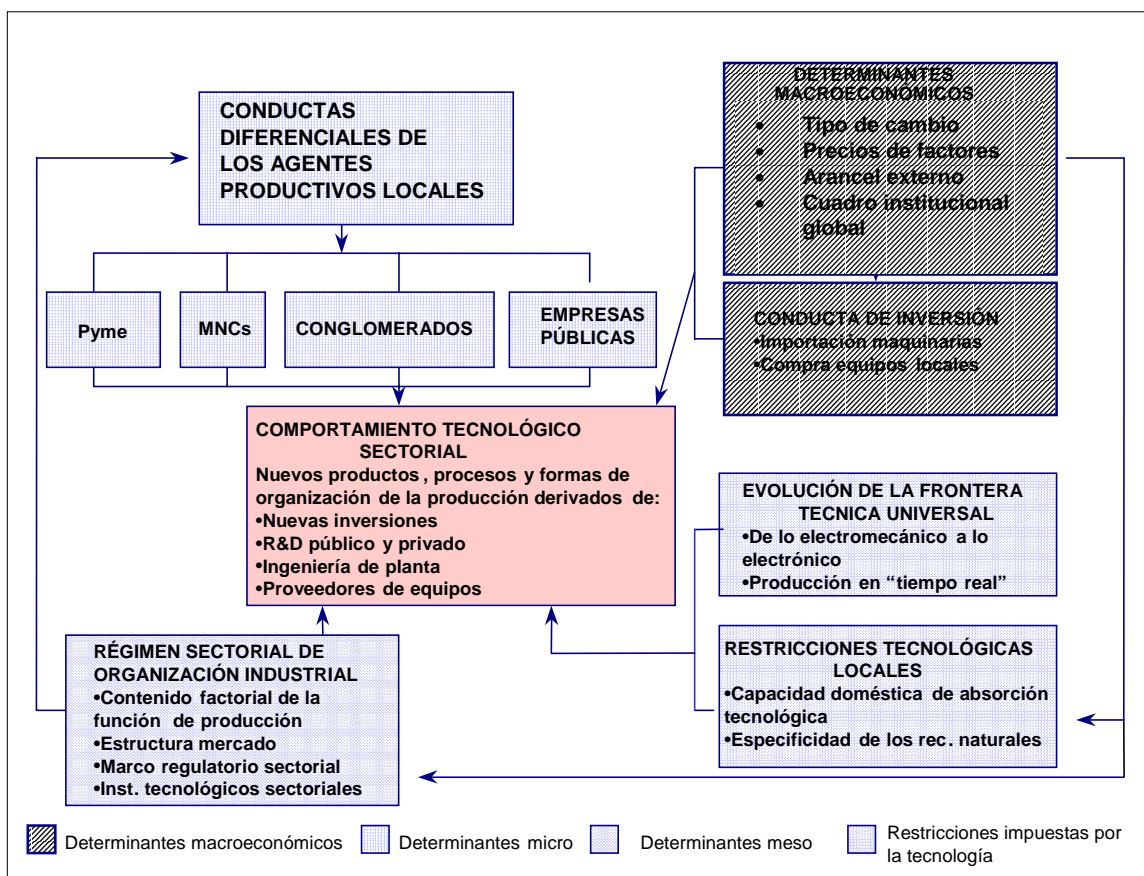 CONDUCTAS
DIFERENCIALES DE
LOS AGENTES
PRODUCTIVOS LOCALES
DETERMINANTES
MACROECONÓMICOS
• Tipo de cambio
• Precios de factores
• Arancel externo
• Cuadro institucional
global
Pyme
MNCs
CONGLOMERADOS
EMPRESAS
PÚBLICAS
CONDUCTA DE INVERSIÓN
•Importación maquinarias
•Compra equipos locales
COMPORTAMIENTO TECNOLÓGICO
SECTORIAL
Nuevos productos , procesos y formas de
organización de la producción derivados de:
•Nuevas inversiones
•R&D público y privado
•Ingeniería de planta
•Proveedores de equipos
EVOLUCIÓN DE LA FRONTERA
TECNICA UNIVERSAL
•De lo electromecánico a lo
electrónico
•Producción en “tiempo real”
RÉGIMEN SECTORIAL DE
ORGANIZACIÓN INDUSTRIAL
•Contenido factorial de la
función de producción
•Estructura mercado
•Marco regulatorio sectorial
•Inst. tecnológicos sectoriales
RESTRICCIONES TECNOLÓGICAS
LOCALES
•Capacidad doméstica de absorción
tecnológica
•Especificidad de los rec. naturales
Determinantes macroeconómicos
Determinantes micro
Determinantes meso
Restricciones impuestas por
la tecnología